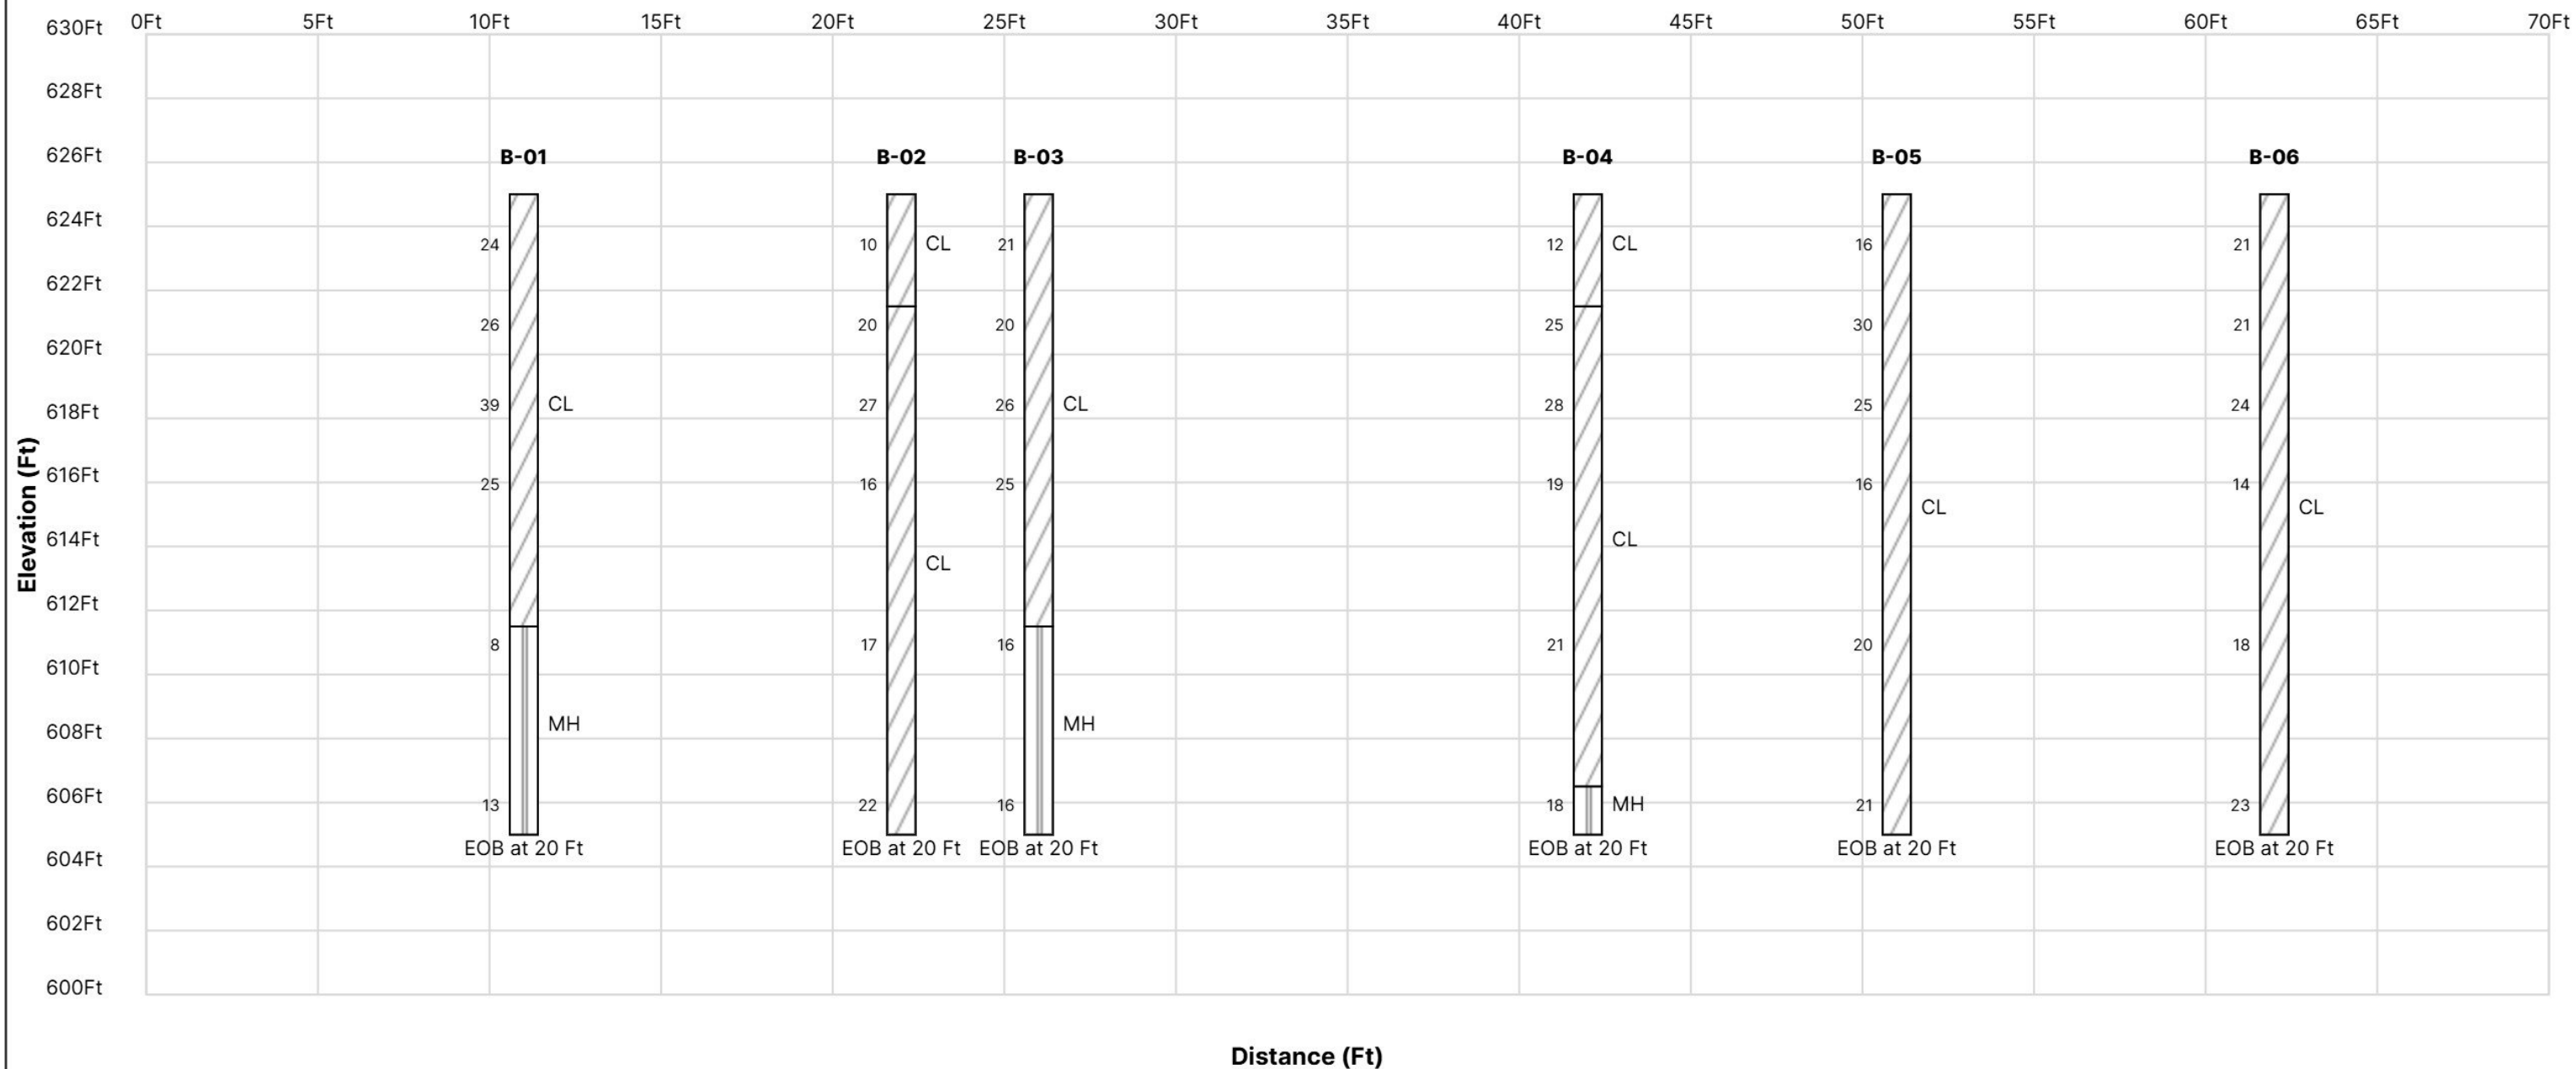 0Ft 5Ft 10Ft 15Ft 20Ft 25Ft 30Ft 35Ft 40Ft 45Ft 50Ft 55Ft 60Ft 65Ft 70Ft
630Ft
628Ft
626Ft B-01 B-02 B-03 B-04 B-05 B-06
624Ft
24 10 CL 21 12 CL 16 21
622Ft
26 20 20 25 30 21
620Ft
39 CL 27 26 CL 28 25 24
618Ft
616Ft 25 16 25 19 16 14
CL CL
614Ft CL
CL
612Ft
8 17 16 21 20 18
610Ft
608Ft MH MH
606Ft 13 22 16 18 MH 21 23
EOB at 20 Ft EOB at 20 Ft EOB at 20 Ft EOB at 20 Ft EOB at 20 Ft EOB at 20 Ft
604Ft
602Ft
600Ft
Elevation (Ft)
Distance (Ft)